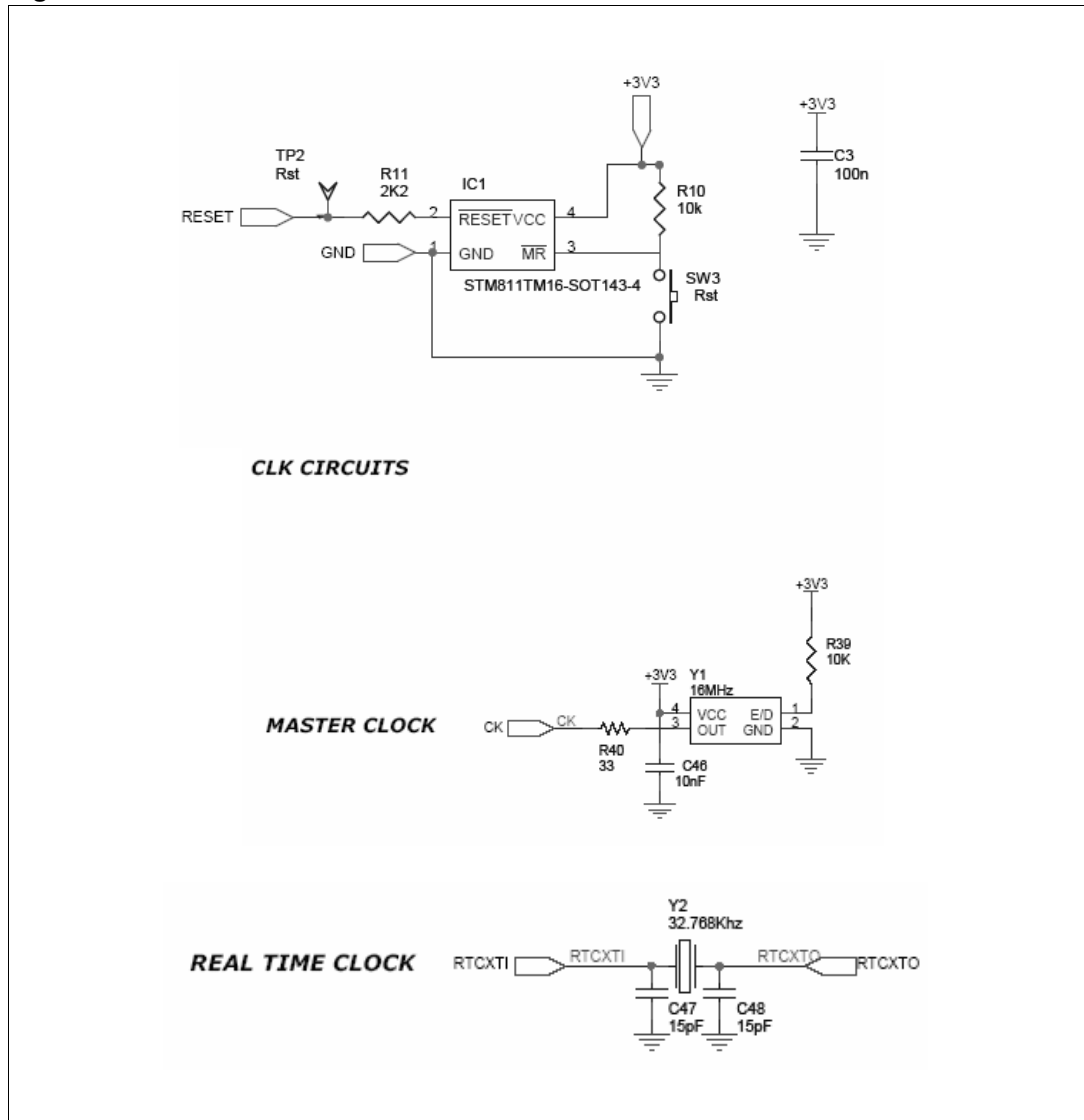 +3V3
+3V3
C3
100n
TP2
Rst
R11
2K2
IC1
R10
10k
RESET
2
RESET VCC
4
GND
1
GND
MR
3
STM811TM16-SOT143-4
SW3
Rst
CLK CIRCUITS
+3V3
R39
10K
+3V3
Y1
16MHz
MASTER CLOCK
CK
CK
4
VCC
E/D
1
3
OUT
GND
2
R40
33
C46
10nF
Y2
32.768Khz
REAL TIME CLOCK
RTCXTI
RTCXTI
RTCXTO
RTCXTO
C47
15pF
C48
15pF